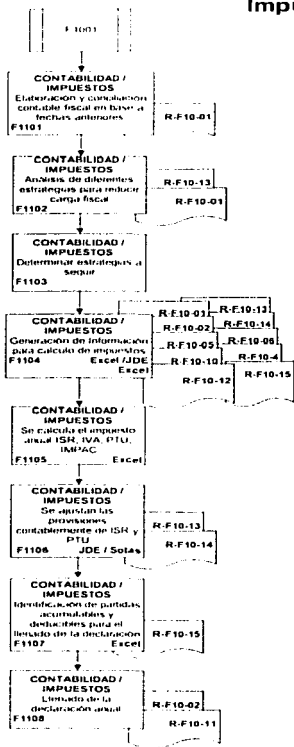 Impu
F1001
CONTABILIDAD /
IMPUESTOS
Elaboración y conciliación
contable fiscal en base a
fechas anteriores
F1101
R-F10-01
CONTABILIDAD /
IMPUESTOS
Análisis de diferentes
estrategias para reducir
carga fiscal
F1102
R-F10-13
R-F10-01
CONTABILIDAD /
IMPUESTOS
Determinar estrategias a
seguir
F1103
CONTABILIDAD /
IMPUESTOS
Generación de Información
para calculo de impuestos
F1104 Excel /JDE
Excel
R-F10-01
R-F10-13
R-F10-02
R-F10-14
R-F10-05
R-F10-06
R-F10-10
R-F10-4
R-F10-12
R-F10-15
CONTABILIDAD /
IMPUESTOS
Se calcula el impuesto
anual ISR, IVA, PTU,
IMPAC
F1105 Excel
CONTABILIDAD /
IMPUESTOS
Se ajustan las
provisiones
contablemente de ISR y
PTU
F1106 JDE / Solas
R-F10-13
R-F10-14
CONTABILIDAD /
IMPUESTOS
Identificación de partidas
acumulables y
deducibles para el
llenado de la declaración
F1107 Excel
R-F10-15
CONTABILIDAD /
IMPUESTOS
Llenado de la
declaración anual
F1108
R-F10-02
R-F10-11